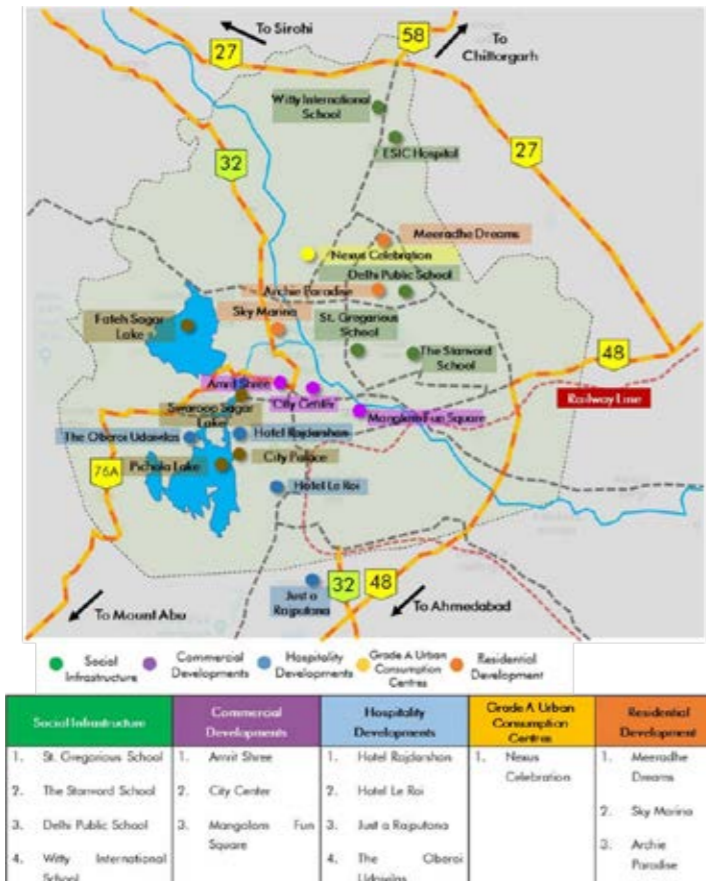 To Sirohi
27
58
To
Chittorgarh
Witty International
School
ESIC Hospital
32
27
Meeradhe Dreams
Nexus Celebration
Delhi Public School
Archie Paradise
Fateh Sagar
Lake
Sky Marina
St. Gregarious
School
The Stanward
School
48
Amrit Shree
City Center
Railway Line
Swaroop Sagar
Lake
Manglam Fun Square
The Oberoi Udaivilas
Hotel Rajdarshan
City Palace
Pichola Lake
76A
Hotel Le Roi
Just a
Rajputana
32
48
To Mount Abu
To Ahmedabad
Social
Infrastructure
Commercial
Developments
Hospitality
Developments
Grade A Urban
Consumption
Centres
Residential
Development
Social Infrastructure
Commercial
Developments
Hospitality
Developments
Grade A Urban
Consumption
Centres
Residential
Development
1. St. Gregorious School
2. The Stanward School
3. Delhi Public School
4. Witty International
School
1. Amrit Shree
2. City Center
3. Mangalam Fun
Square
1. Hotel Rajdarshan
2. Hotel Le Roi
3. Just a Rajputana
4. The Oberoi
Udaivilas
1. Nexus
Celebration
1. Meeradhe
Dreams
2. Sky Marina
3. Archie
Paradise